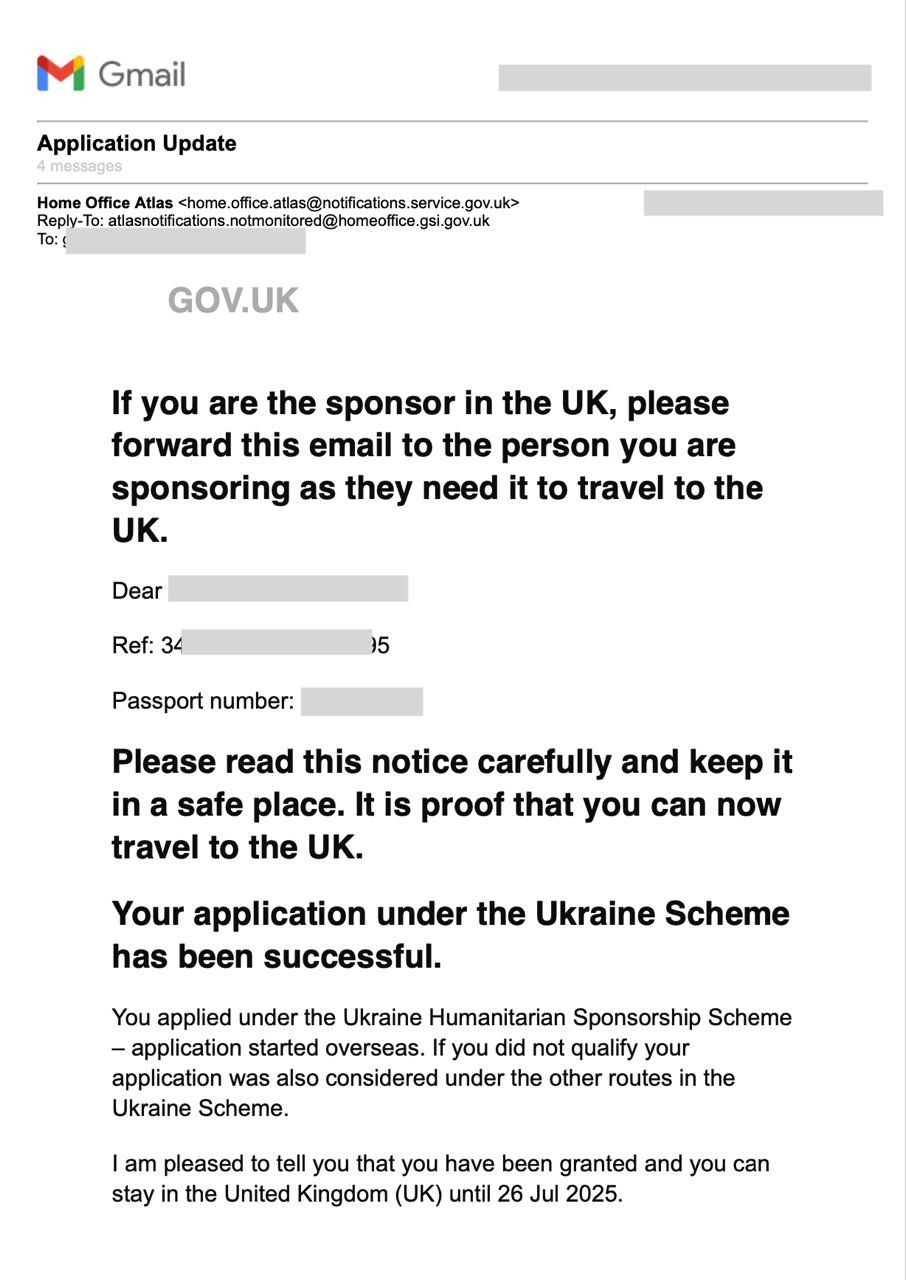 Gmail
Application Update
4 messages
Home Office Atlas <home.office.atlas@notifications.service.gov.uk>
Reply-To: atlasnotifications.notmonitored@homeoffice.gsi.gov.uk
To:
GOV.UK
If you are the sponsor in the UK, please
forward this email to the person you are
sponsoring as they need it to travel to the
UK.
Dear
Ref: 34 95
Passport number:
Please read this notice carefully and keep it
in a safe place. It is proof that you can now
travel to the UK.
Your application under the Ukraine Scheme
has been successful.
You applied under the Ukraine Humanitarian Sponsorship Scheme
– application started overseas. If you did not qualify your
application was also considered under the other routes in the
Ukraine Scheme.
I am pleased to tell you that you have been granted and you can
stay in the United Kingdom (UK) until 26 Jul 2025.